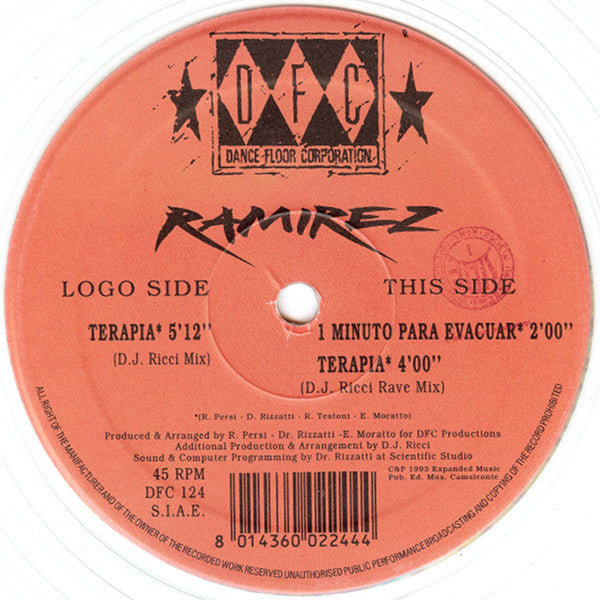 D F C
DANCE FLOOR CORPORATION
RAMIREZ
LOGO SIDE
TERAPIA* 5'12"
(D.J. Ricci Mix)
THIS SIDE
1 MINUTO PARA EVACUAR* 2'00"
TERAPIA* 4'00"
(D.J. Ricci Rave Mix)
*(R. Persi - D. Rizzatti - R. Testoni - E. Moratto)
Produced & Arranged by R. Persi - Dr. Rizzatti -E. Moratto for DFC Productions
Additional Production & Arrangement by D.J. Ricci
Sound & Computer Programming by Dr. Rizzatti at Scientific Studio
45 RPM
DFC 124
S.I.A.E.
C&P 1993 Expanded Music
Pub. Ed. Mus. Camaleonte
8 014360 022444
ALL RIGHT OF THE MANUFACTURER AND OF THE OWNER OF THE RECORDED WORK RESERVED UNAUTHORISED PUBLIC PERFORMANCE BROADCASTING AND COPYING OF THE RECORD PROHIBITED